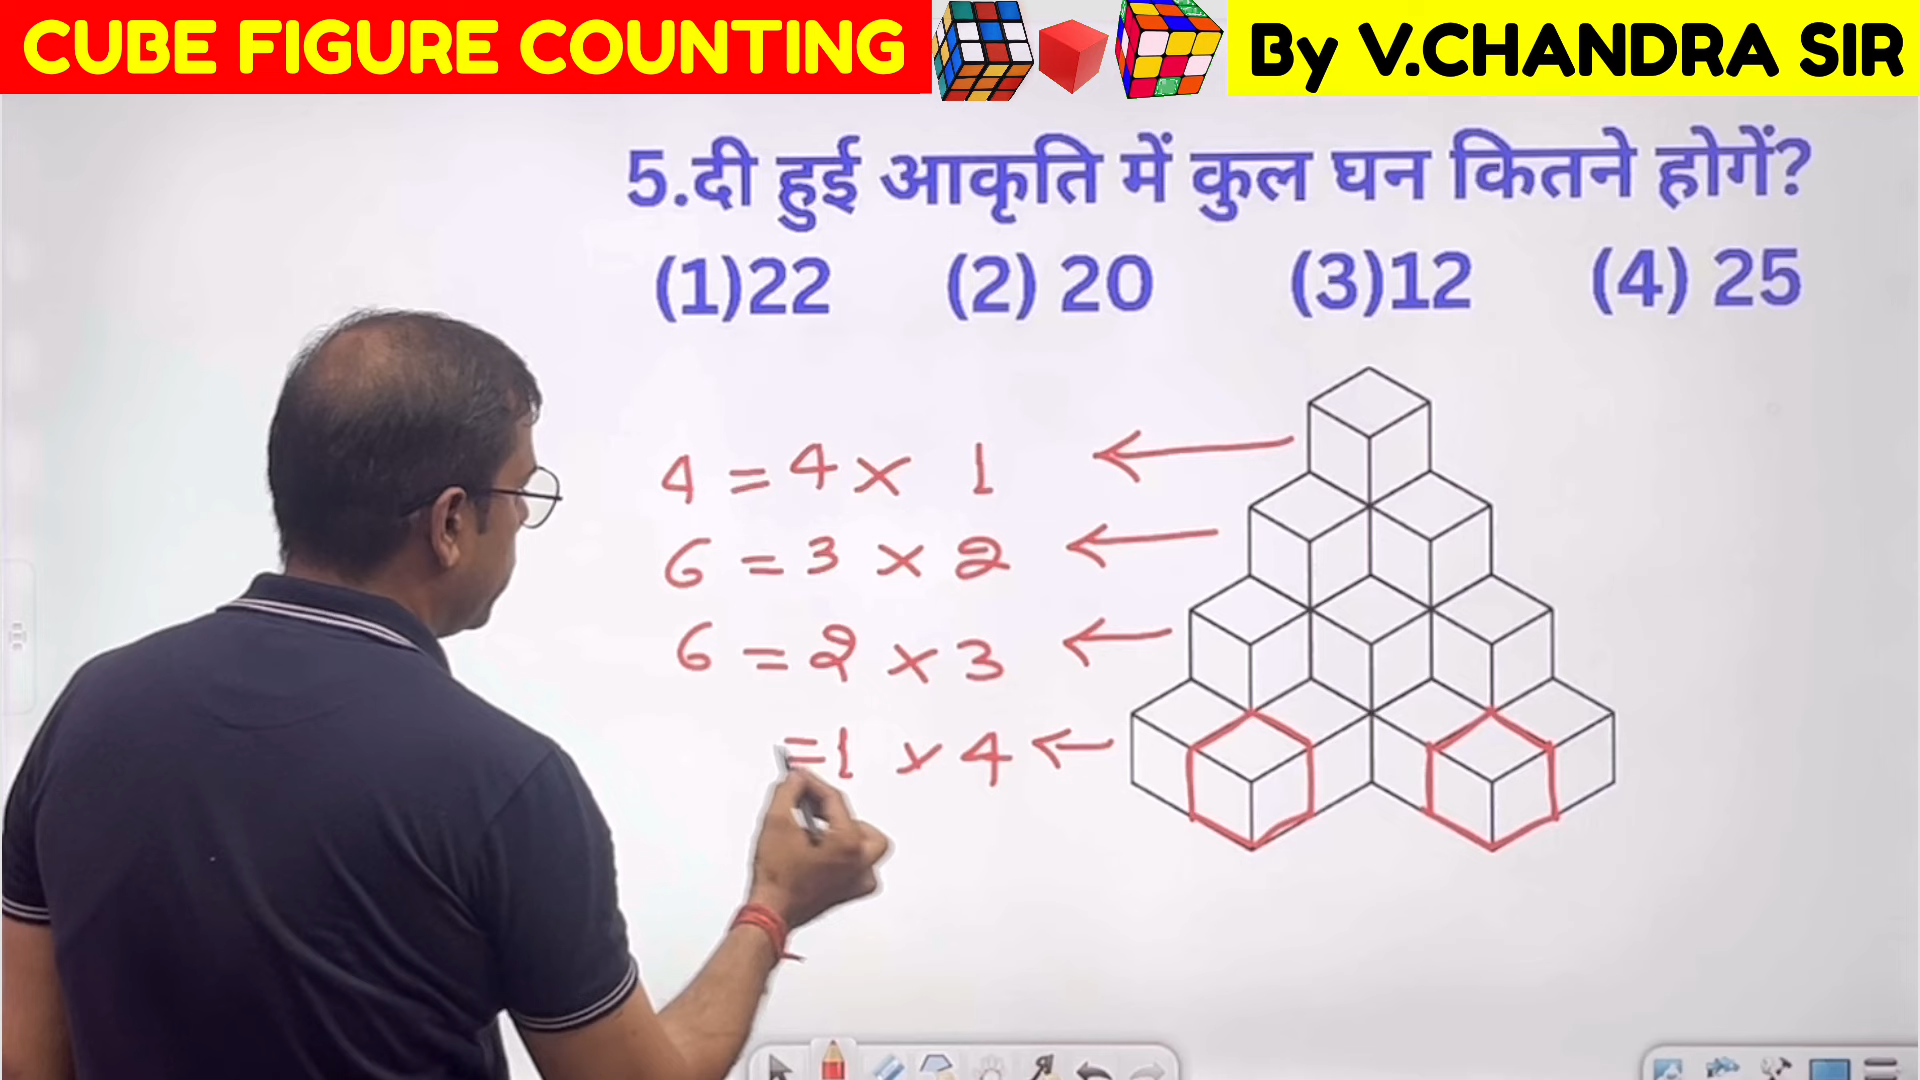 CUBE FIGURE COUNTING
By V.CHANDRA SIR
5.दी हुई आकृति में कुल घन कितने होगें?
(1)22 (2) 20 (3)12 (4) 25
4 = 4 × 1
6 = 3 × 2
6 = 2 × 3
=1 × 4